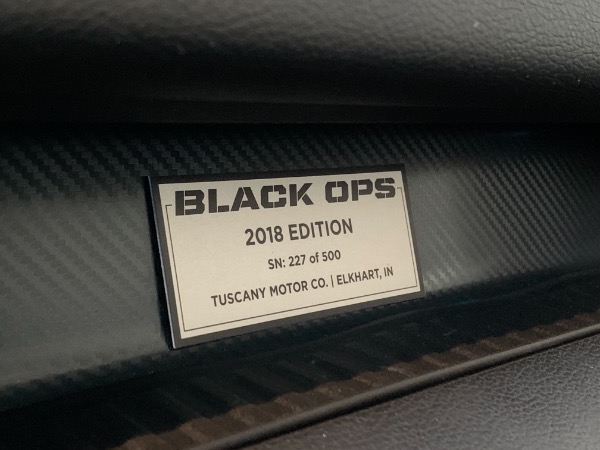 BLACK OPS
2018 EDITION
SN: 227 of 500
TUSCANY MOTOR CO. | ELKHART, IN